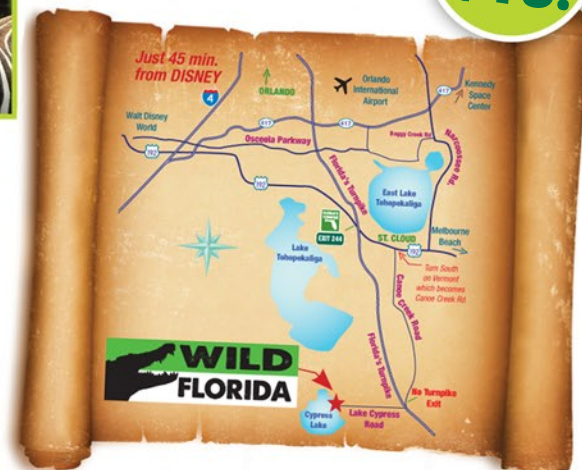 Just 45 min.
from DISNEY
4
ORLANDO
Orlando
International
Airport
417
Kennedy
Space
Center
Walt Disney
World
417
417
Boggy Creek Rd
Narcoossee Rd.
Osceola Parkway
192
192
Florida's Turnpike
East Lake
Tohopekaliga
EXIT 244
ST. CLOUD
Melbourne
Beach
192
Lake
Tohopekaliga
Turn South
on Vermont
which becomes
Canoe Creek Rd
Canoe Creek Road
Florida's Turnpike
WILD
FLORIDA
No Turnpike
Exit
Cypress
Lake
Lake Cypress
Road